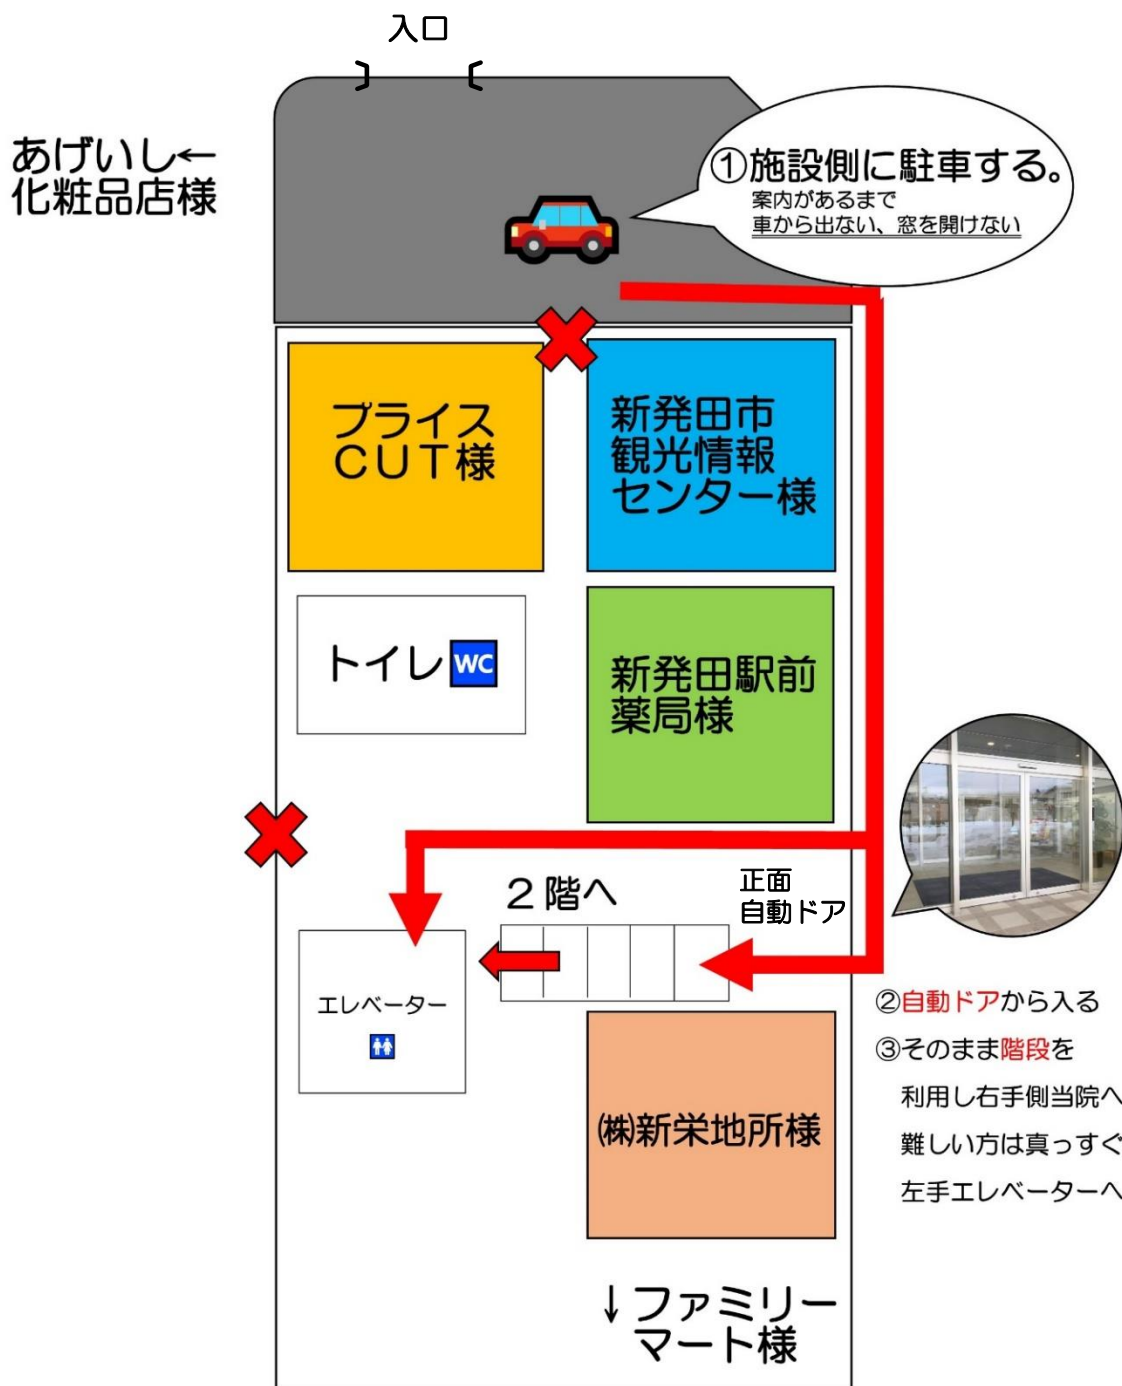 入口
あげいし←
化粧品店様
①施設側に駐車する。
案内があるまで
車から出ない、窓を開けない
プライス
CUT様
新発田市
観光情報
センター様
トイレ WC
新発田駅前
薬局様
2階へ
正面
自動ドア
エレベーター
②自動ドアから入る
③そのまま階段を
利用し右手側当院へ
難しい方は真っすぐ
左手エレベーターへ
㈱新栄地所様
↓ファミリー
マート様